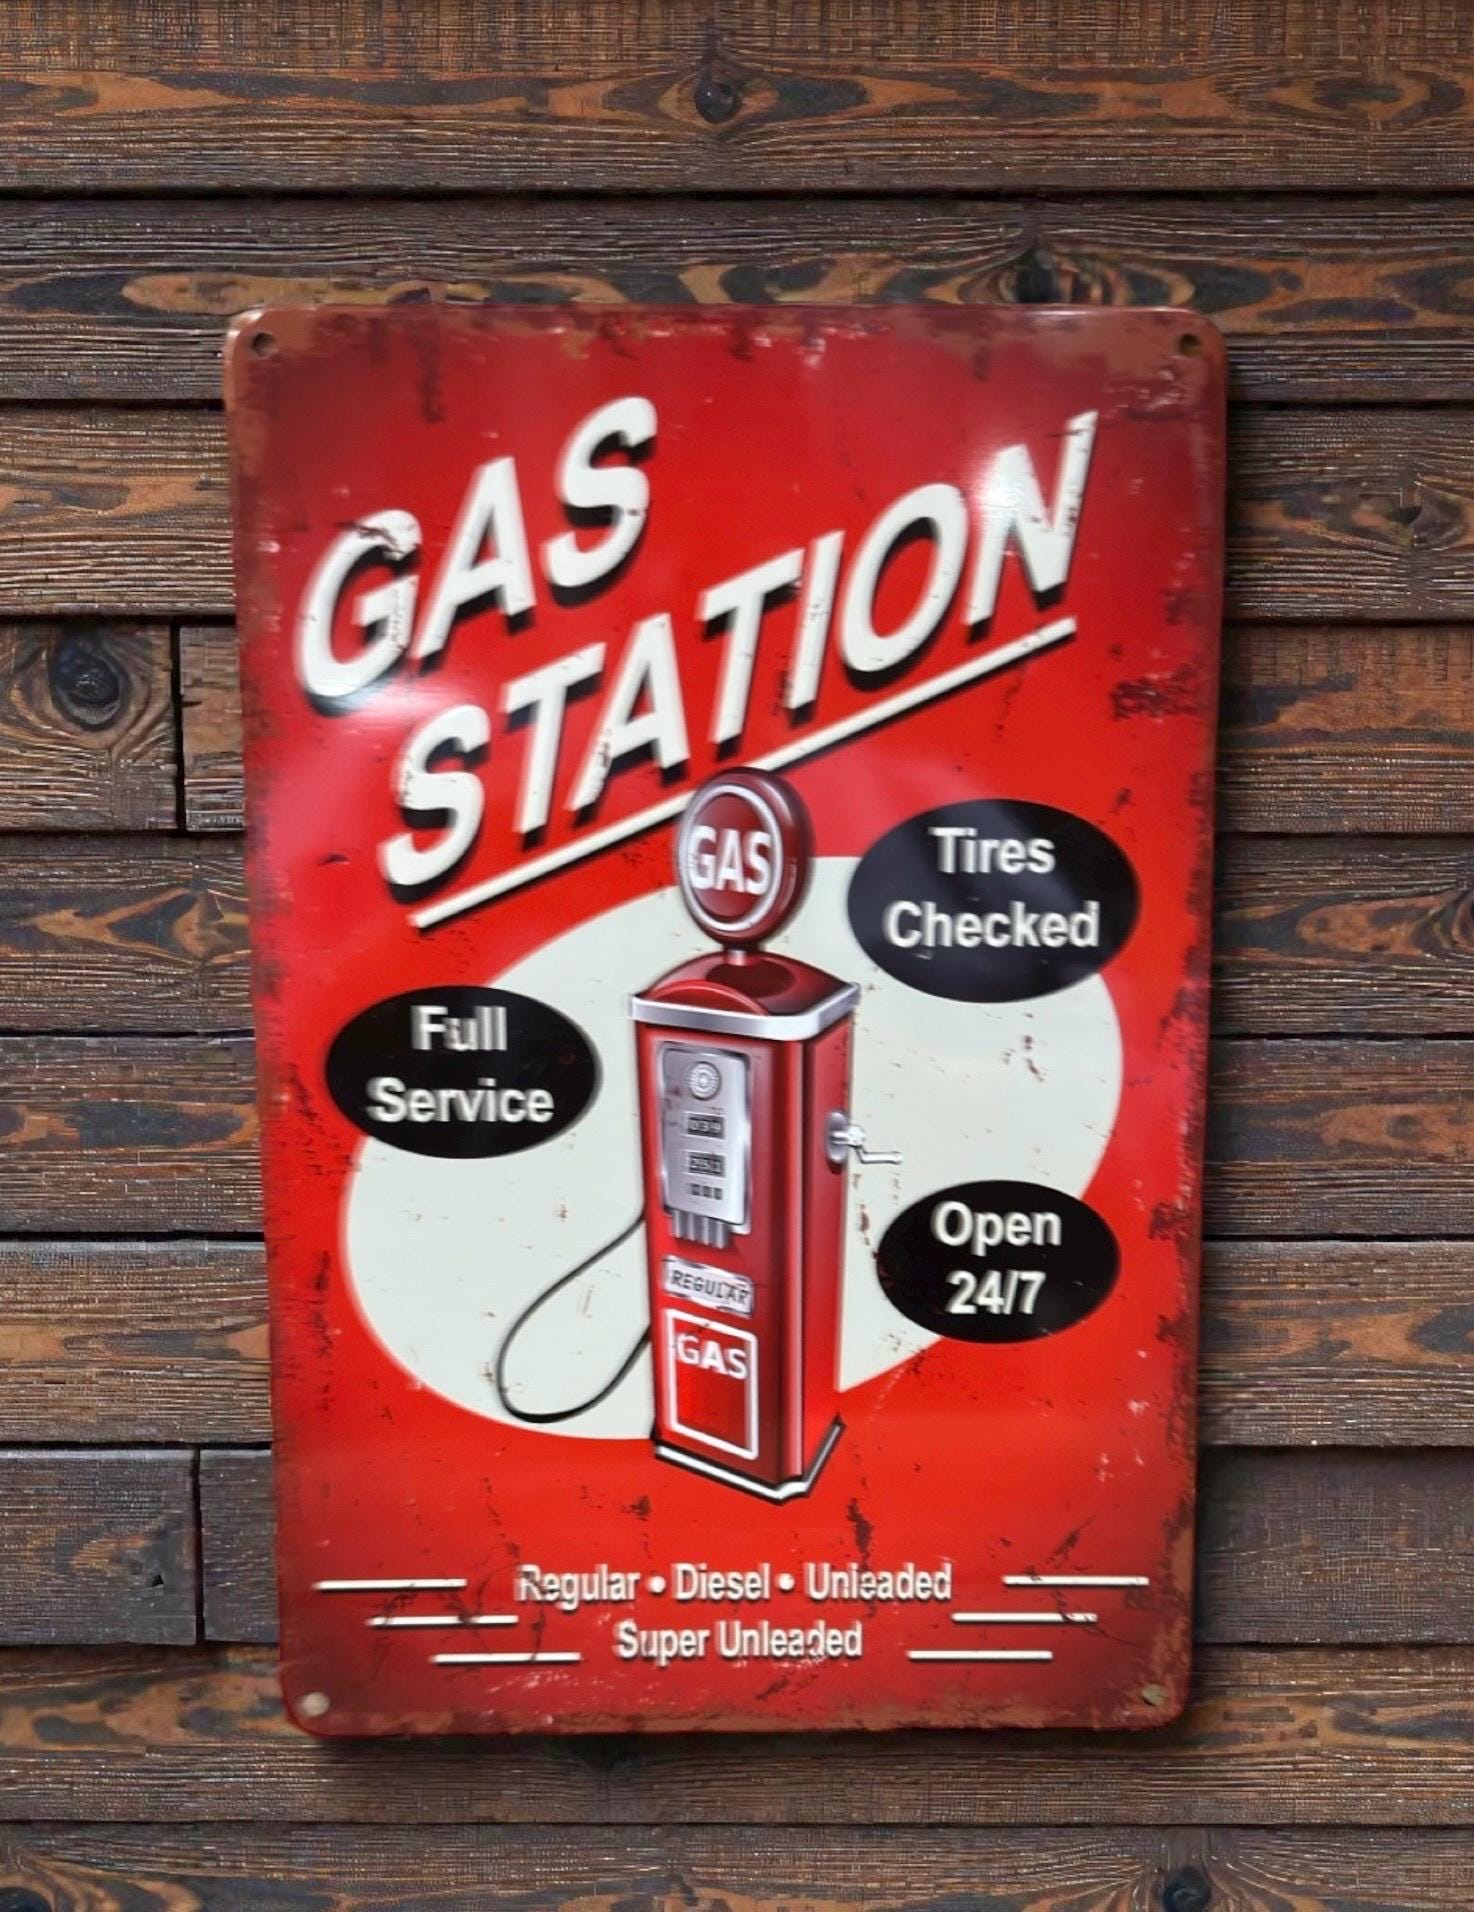 GAS
STATION
GAS
Tires
Checked
Full
Service
Open
24/7
REGULAR
GAS
Regular • Diesel • Unleaded
Super Unleaded